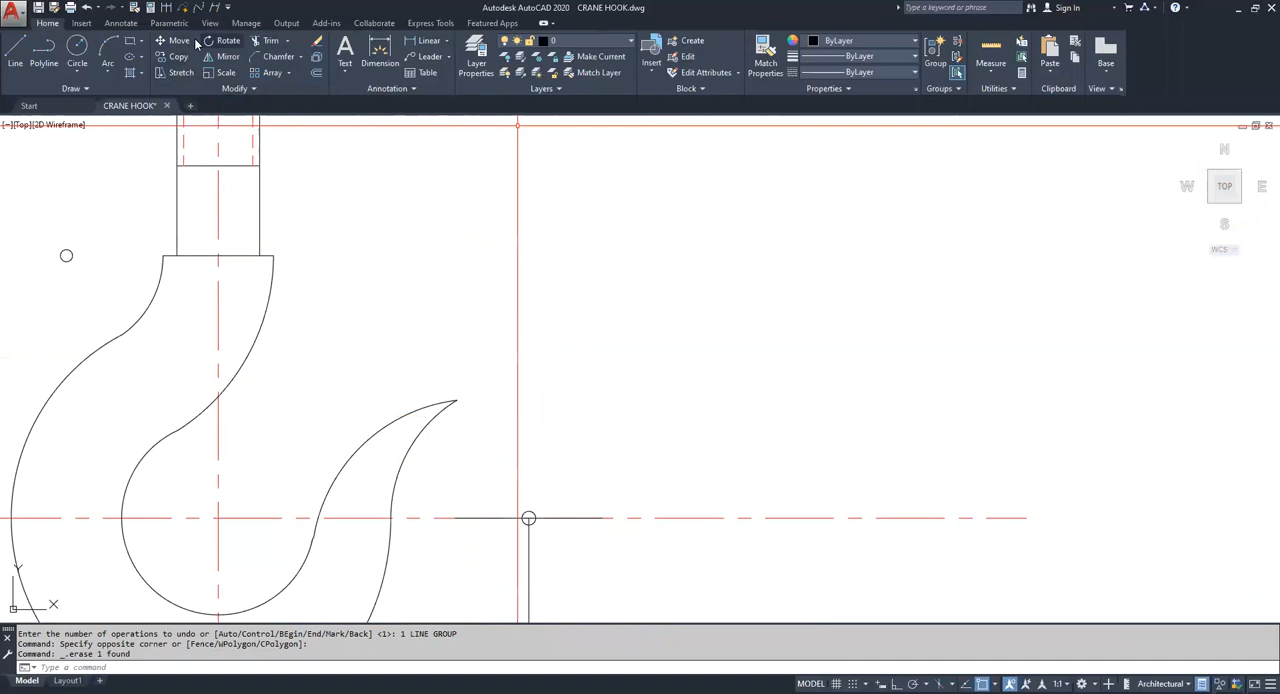 Autodesk AutoCAD 2020 CRANE HOOK.dwg
Type a keyword or phrase
Sign In
Home Insert Annotate Parametric View Manage Output Add-ins Collaborate Express Tools Featured Apps
Move Rotate Trim Linear 0 Create ByLayer
Line Polyline Circle Arc Copy Mirror Chamfer Text Dimension Leader Layer Properties Make Current Insert Edit Match Properties ByLayer Group Measure Paste Base
Stretch Scale Array Table Match Layer Edit Attributes ByLayer
Draw Modify Annotation Layers Block Properties Groups Utilities Clipboard View
Start CRANE HOOK*
[−][Top][2D Wireframe]
N
W TOP E
S
WCS
Y
X
Enter the number of operations to undo or [Auto/Control/BEgin/End/Mark/Back] <1>: 1 LINE GROUP
Command: Specify opposite corner or [Fence/WPolygon/CPolygon]:
Command: _.erase 1 found
Type a command
Model Layout1
MODEL 1:1 Architectural